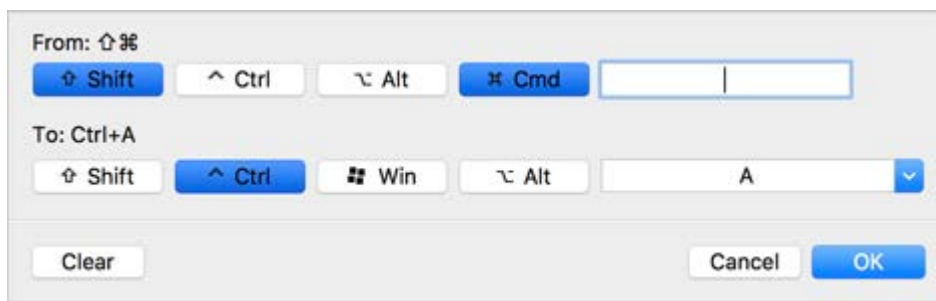 From: ⇧⌘
⇧ Shift ^ Ctrl ⌥ Alt ⌘ Cmd
To: Ctrl+A
⇧ Shift ^ Ctrl Win ⌥ Alt A
Clear Cancel OK